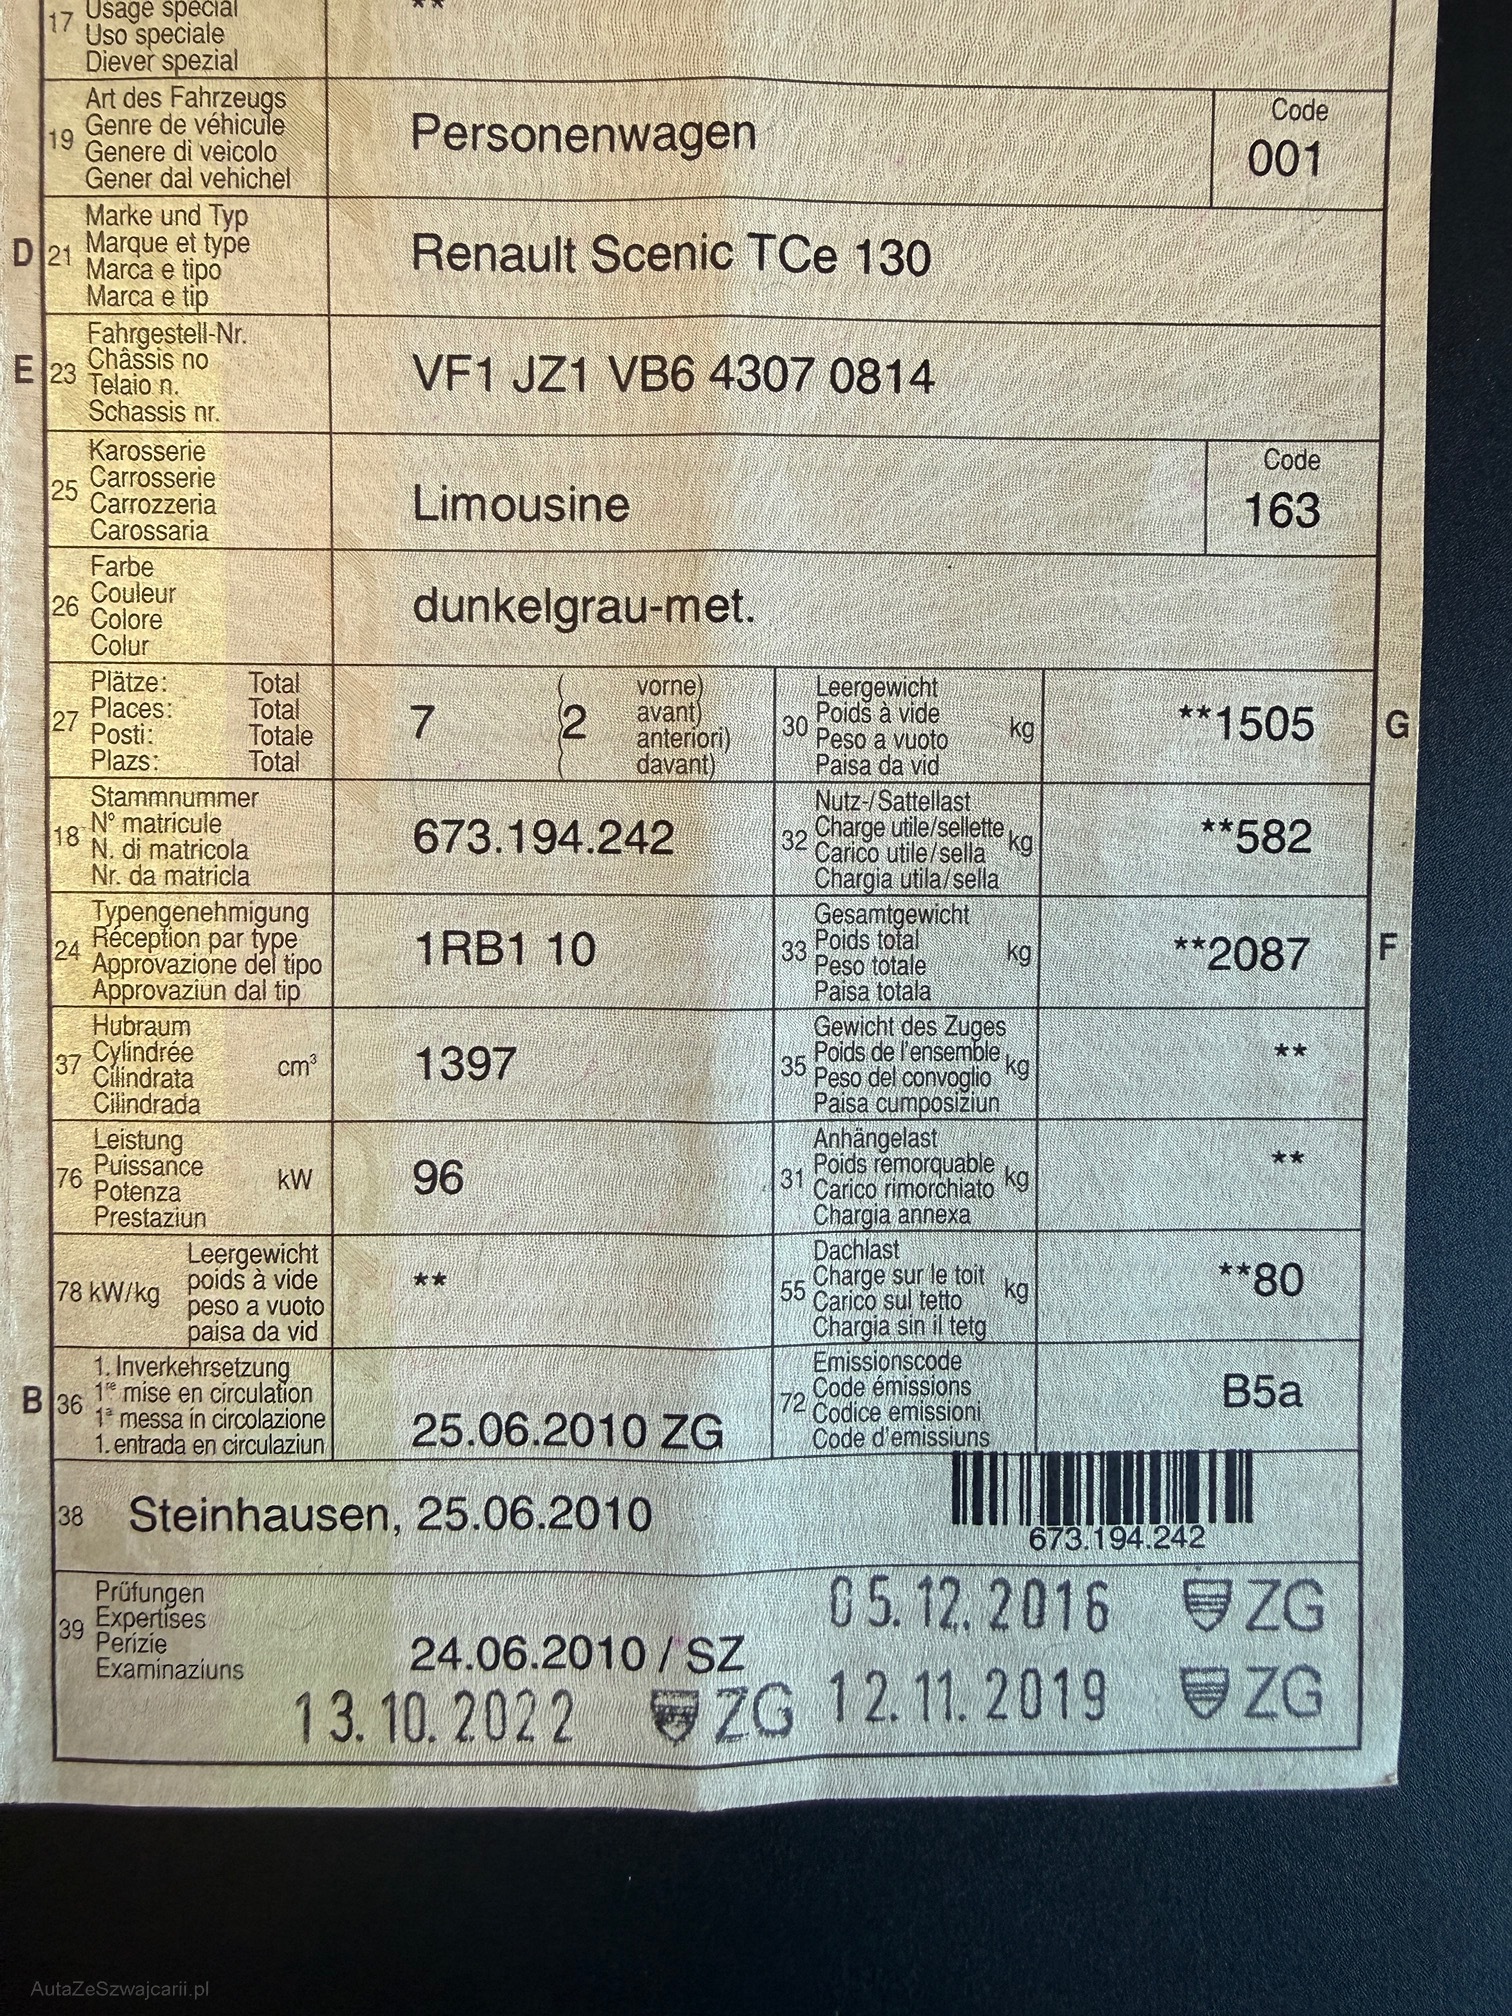 17 Usage spécial **
Uso speciale
Diever spezial
19 Art des Fahrzeugs
Genre de véhicule
Genere di veicolo
Gener dal vehichel
Personenwagen
Code
001
D 21 Marke und Typ
Marque et type
Marca e tipo
Marca e tip
Renault Scenic TCe 130
E 23 Fahrgestell-Nr.
Châssis no
Telaio n.
Schassis nr.
VF1 JZ1 VB6 4307 0814
25 Karosserie
Carrosserie
Carrozzeria
Carossaria
Limousine
Code
163
26 Farbe
Couleur
Colore
Colur
dunkelgrau-met.
27 Plätze: Total
Places: Total
Posti: Totale
Plazs: Total
7 (2 vorne)
( avant)
( anteriori)
( davant)
30 Leergewicht
Poids à vide
Peso a vuoto
Paisa da vid
kg
**1505 G
18 Stammnummer
N° matricule
N. di matricola
Nr. da matricla
673.194.242
32 Nutz-/Sattellast
Charge utile/sellette
Carico utile/sella
Chargia utila/sella
kg
**582
24 Typengenehmigung
Réception par type
Approvazione del tipo
Approvaziun dal tip
1RB1 10
33 Gesamtgewicht
Poids total
Peso totale
Paisa totala
kg
**2087 F
37 Hubraum
Cylindrée
Cilindrata
Cilindrada
cm³
1397
35 Gewicht des Zuges
Poids de l'ensemble
Peso del convoglio
Paisa cumposiziun
kg
**
76 Leistung
Puissance
Potenza
Prestaziun
kW
96
31 Anhängelast
Poids remorquable
Carico rimorchiato
Chargia annexa
kg
**
78 kW/kg Leergewicht
poids à vide
peso a vuoto
paisa da vid
**
55 Dachlast
Charge sur le toit
Carico sul tetto
Chargia sin il tetg
kg
**80
B 36 1. Inverkehrsetzung
1re mise en circulation
1a messa in circolazione
1. entrada en circulaziun
25.06.2010 ZG
72 Emissionscode
Code émissions
Codice emissioni
Code d'emissiuns
B5a
38 Steinhausen, 25.06.2010
673.194.242
39 Prüfungen
Expertises
Perizie
Examinaziuns
24.06.2010 / SZ
05.12.2016 ZG
13.10.2022 ZG
12.11.2019 ZG
AutaZeSzwajcarii.pl